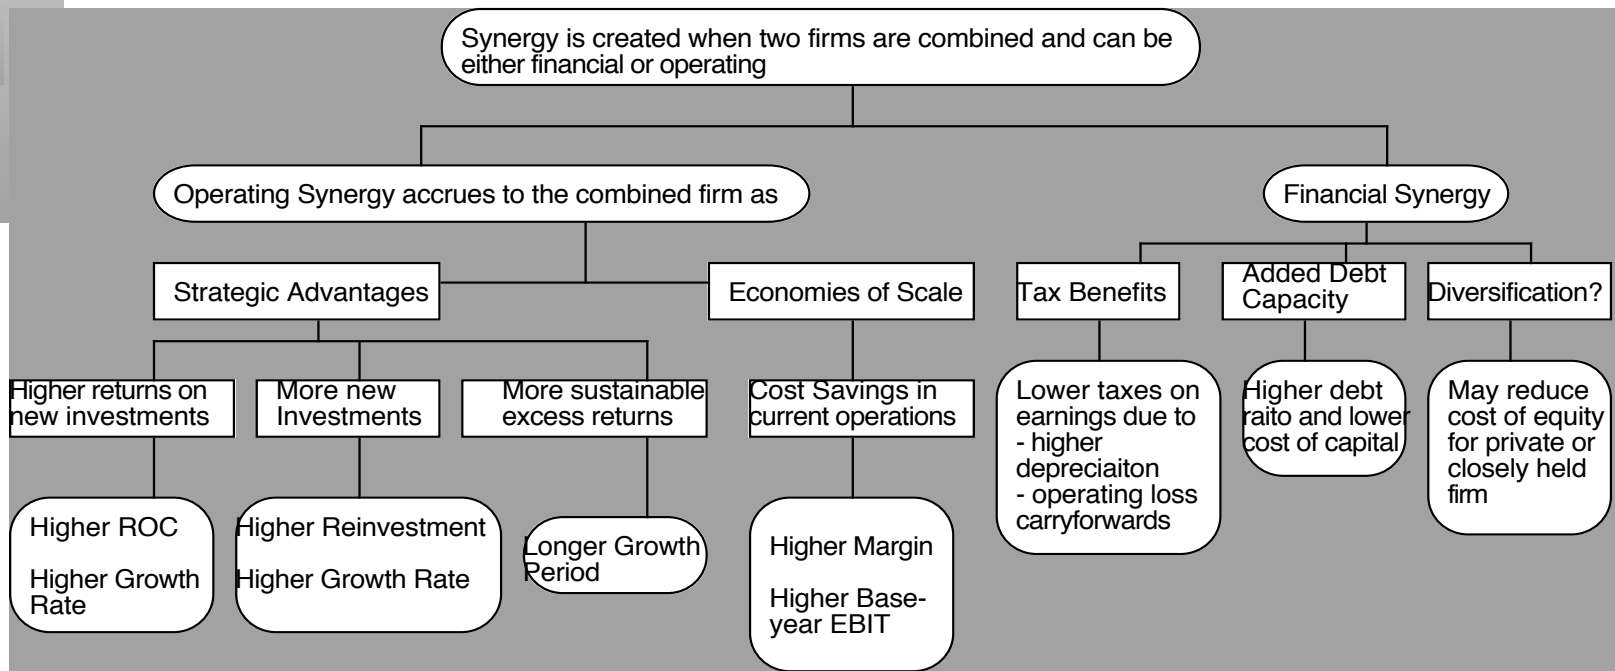 Synergy is created when two firms are combined and can be
either financial or operating
Operating Synergy accrues to the combined firm as
Financial Synergy
Strategic Advantages
Economies of Scale
Tax Benefits
Added Debt
Capacity
Diversification?
Higher returns on
new investments
More new
Investments
More sustainable
excess returns
Cost Savings in
current operations
Lower taxes on
earnings due to
- higher
depreciaiton
- operating loss
carryforwards
Higher debt
raito and lower
cost of capital
May reduce
cost of equity
for private or
closely held
firm
Higher ROC
Higher Growth
Rate
Higher Reinvestment
Higher Growth Rate
Longer Growth
Period
Higher Margin
Higher Base-
year EBIT